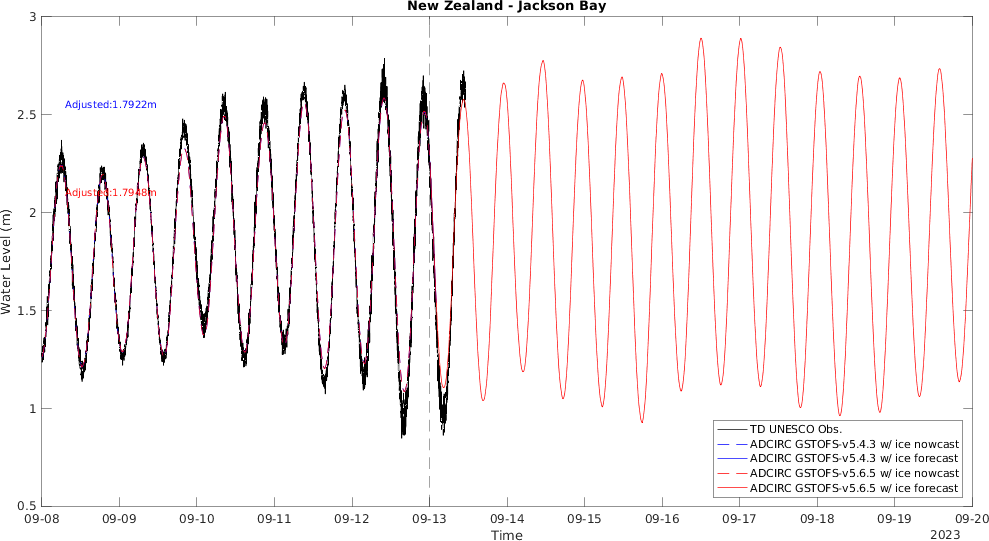 New Zealand - Jackson Bay
3
2.5
2
1.5
1
0.5
Water Level (m)
Adjusted:1.7922m
Adjusted:1.7948m
TD UNESCO Obs.
ADCIRC GSTOFS-v5.4.3 w/ ice nowcast
ADCIRC GSTOFS-v5.4.3 w/ ice forecast
ADCIRC GSTOFS-v5.6.5 w/ ice nowcast
ADCIRC GSTOFS-v5.6.5 w/ ice forecast
09-08 09-09 09-10 09-11 09-12 09-13 09-14 09-15 09-16 09-17 09-18 09-19 09-20
Time
2023